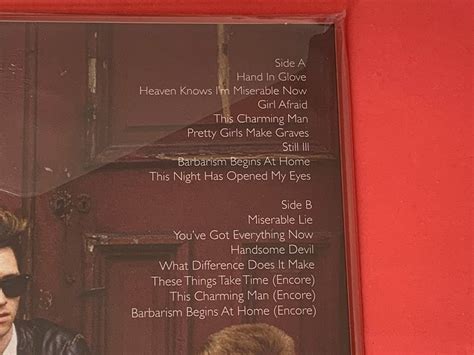 Side A
Hand In Glove
Heaven Knows I'm Miserable Now
Girl Afraid
This Charming Man
Pretty Girls Make Graves
Still Ill
Barbarism Begins At Home
This Night Has Opened My Eyes
Side B
Miserable Lie
You've Got Everything Now
Handsome Devil
What Difference Does It Make
These Things Take Time (Encore)
This Charming Man (Encore)
Barbarism Begins At Home (Encore)